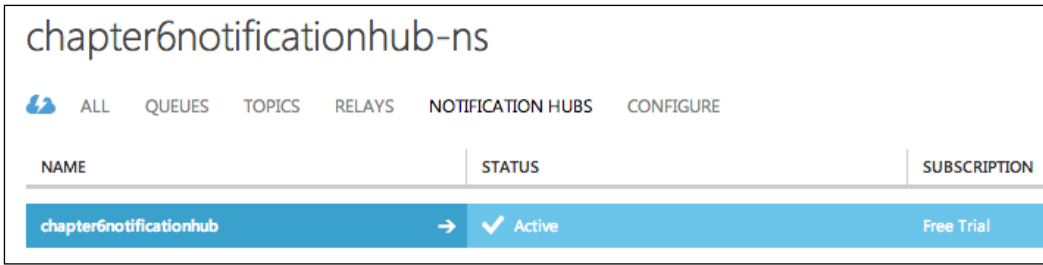 chapter6notificationhub-ns
ALL QUEUES TOPICS RELAYS NOTIFICATION HUBS CONFIGURE
NAME STATUS SUBSCRIPTION
chapter6notificationhub Active Free Trial